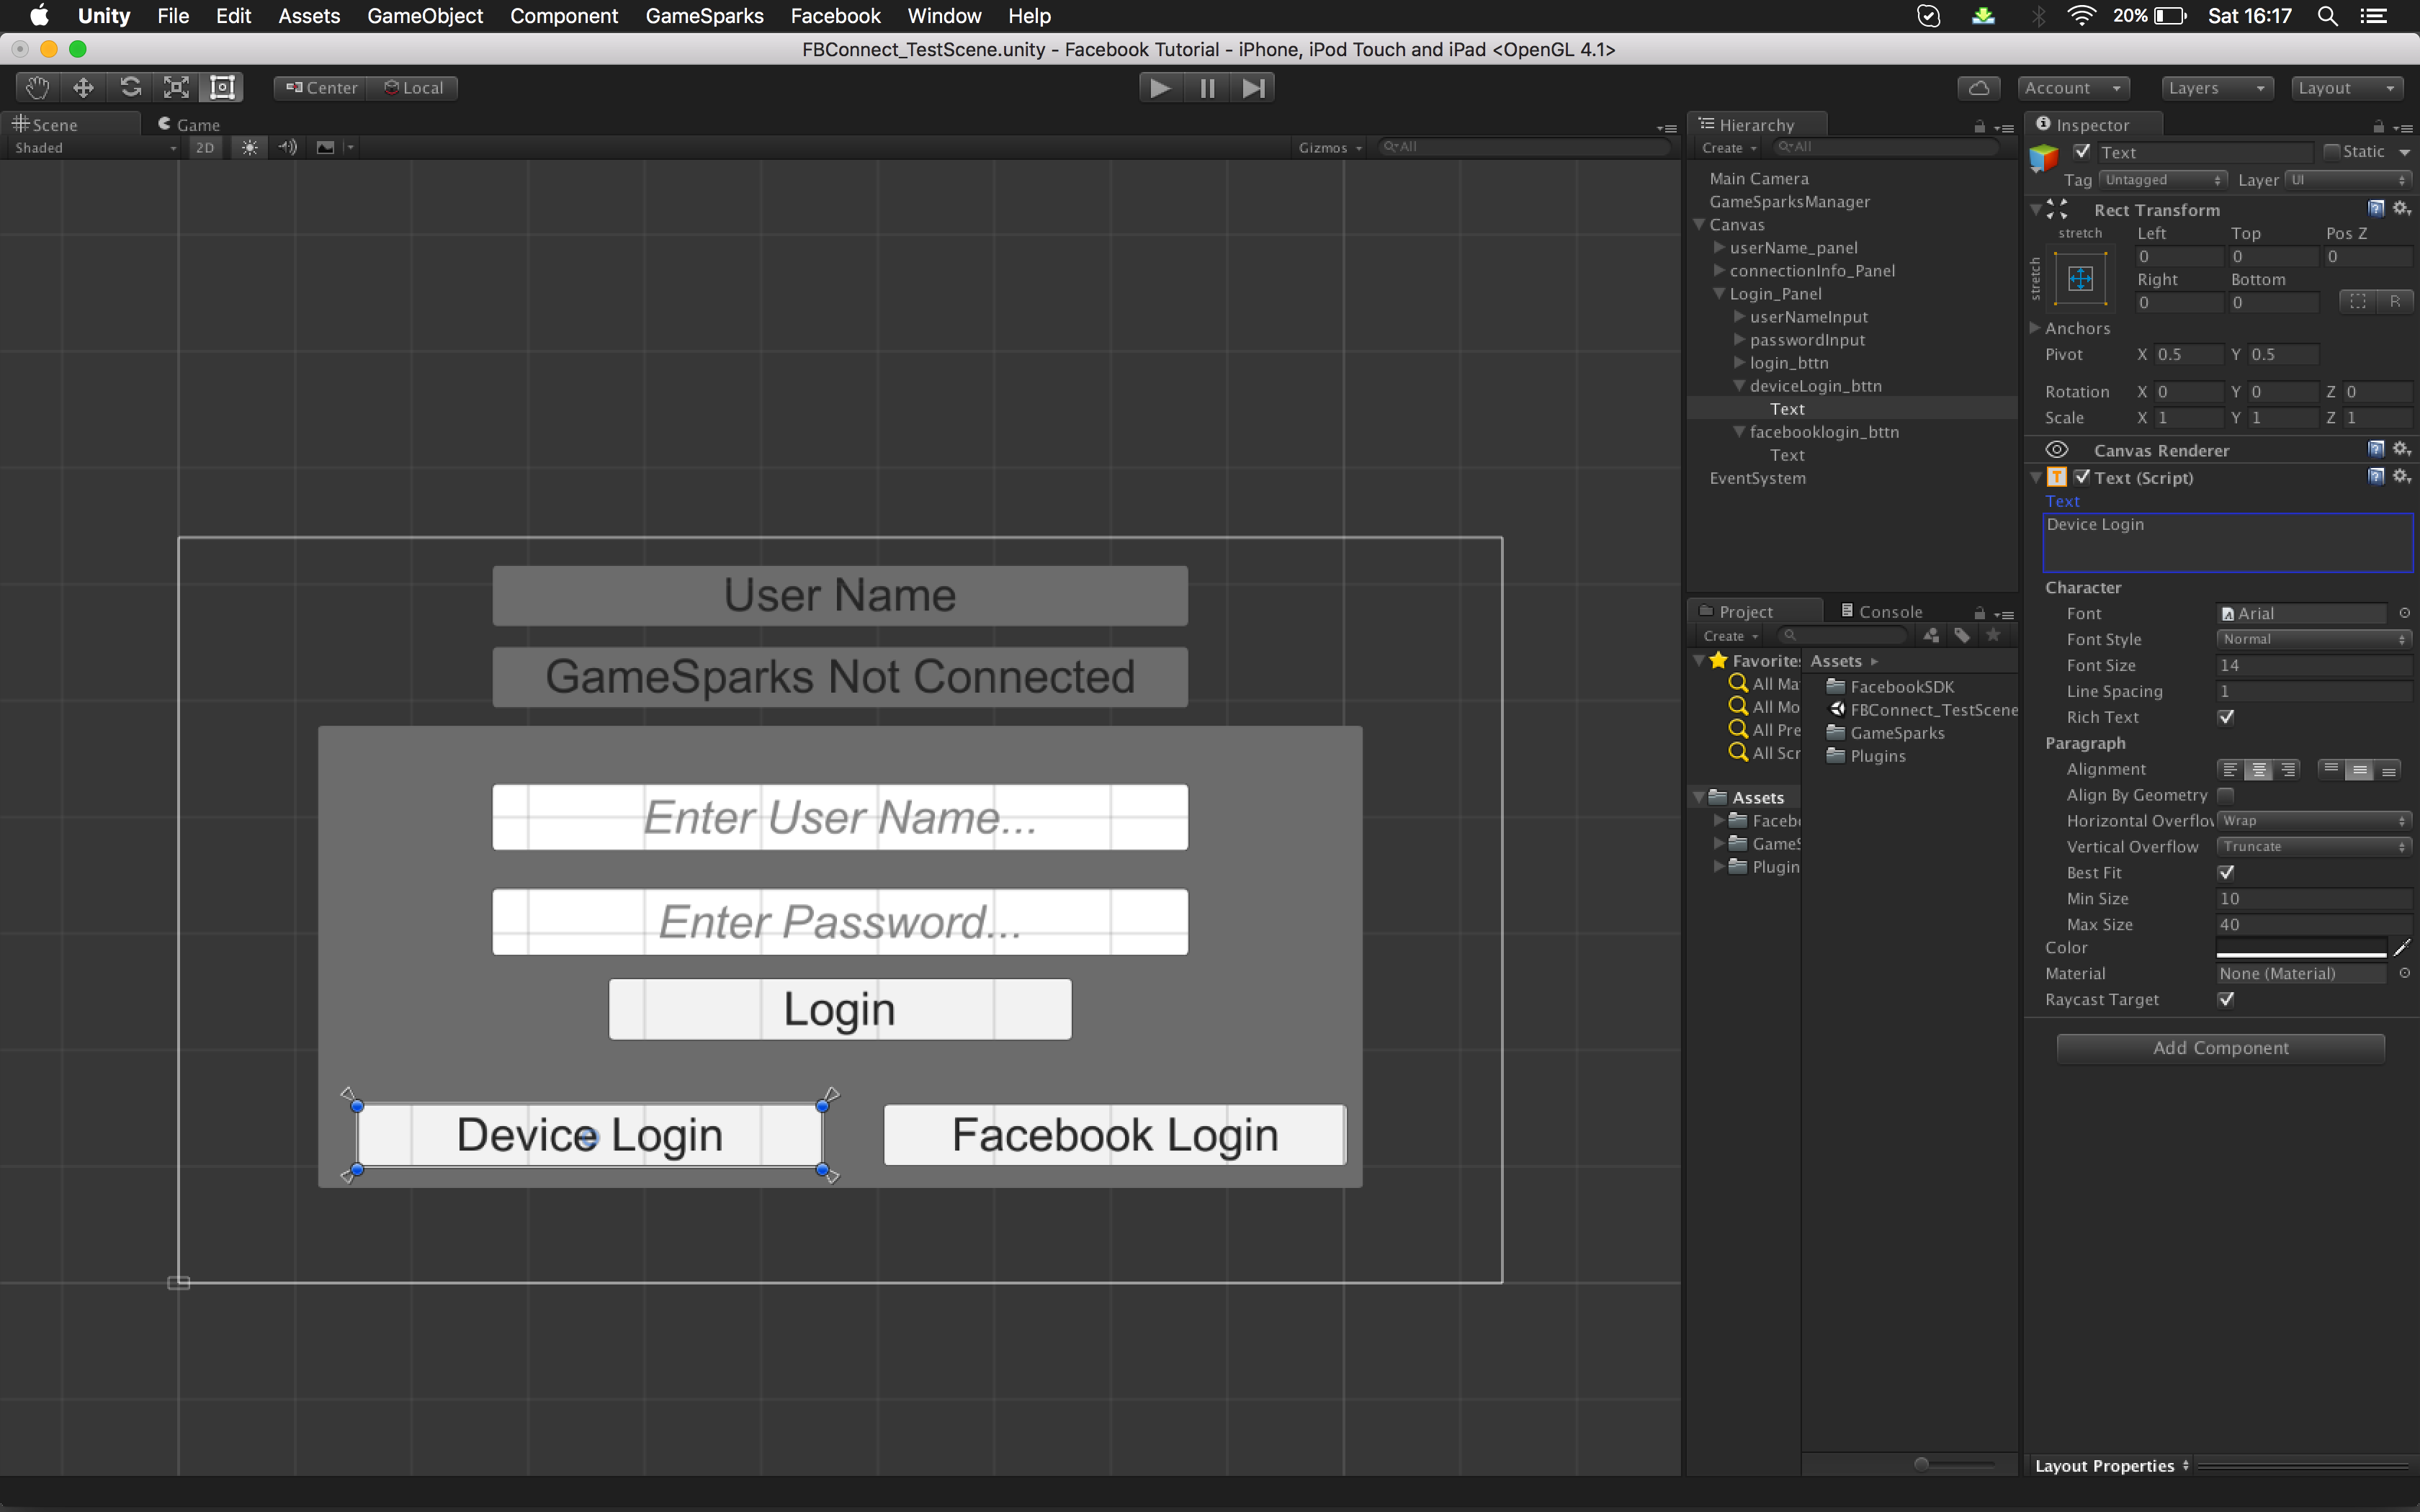 Unity File Edit Assets GameObject Component GameSparks Facebook Window Help 20% Sat 16:17
FBConnect_TestScene.unity - Facebook Tutorial - iPhone, iPod Touch and iPad <OpenGL 4.1>
Center Local Account Layers Layout
Scene Game
Shaded 2D Gizmos All
User Name
GameSparks Not Connected
Enter User Name...
Enter Password...
Login
Device Login Facebook Login
Hierarchy
Create All
Main Camera
GameSparksManager
Canvas
userName_panel
connectionInfo_Panel
Login_Panel
userNameInput
passwordInput
login_bttn
deviceLogin_bttn
Text
facebooklogin_bttn
Text
EventSystem
Project Console
Create
Favorites
All Ma
All Mo
All Pre
All Scr
Assets
Faceb
GameS
Plugin
Assets
FacebookSDK
FBConnect_TestScene
GameSparks
Plugins
Inspector
Text Static
Tag Untagged Layer UI
Rect Transform
stretch Left Top Pos Z
stretch 0 0 0
Right Bottom
0 0 R
Anchors
Pivot X 0.5 Y 0.5
Rotation X 0 Y 0 Z 0
Scale X 1 Y 1 Z 1
Canvas Renderer
T Text (Script)
Text
Device Login
Character
Font Arial
Font Style Normal
Font Size 14
Line Spacing 1
Rich Text
Paragraph
Alignment
Align By Geometry
Horizontal Overflow Wrap
Vertical Overflow Truncate
Best Fit
Min Size 10
Max Size 40
Color
Material None (Material)
Raycast Target
Add Component
Layout Properties